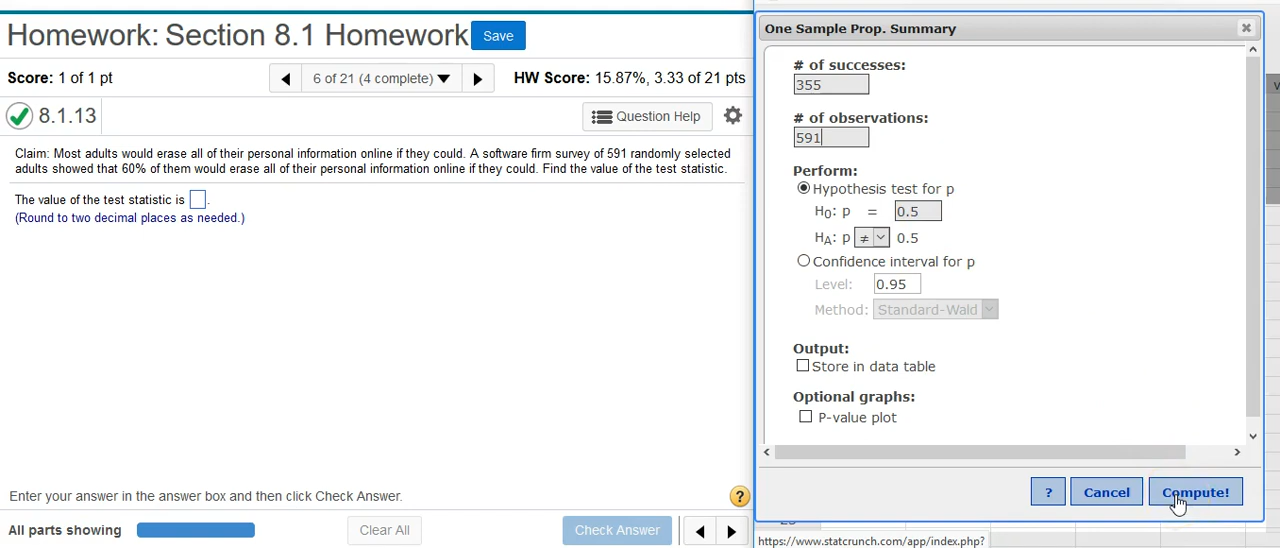 Homework: Section 8.1 Homework Save
Score: 1 of 1 pt 6 of 21 (4 complete) HW Score: 15.87%, 3.33 of 21 pts
8.1.13 Question Help
Claim: Most adults would erase all of their personal information online if they could. A software firm survey of 591 randomly selected
adults showed that 60% of them would erase all of their personal information online if they could. Find the value of the test statistic.
The value of the test statistic is .
(Round to two decimal places as needed.)
Enter your answer in the answer box and then click Check Answer.
?
All parts showing Clear All Check Answer
One Sample Prop. Summary
# of successes:
355
# of observations:
591
Perform:
Hypothesis test for p
H0: p = 0.5
HA: p ≠ 0.5
Confidence interval for p
Level: 0.95
Method: Standard-Wald
Output:
Store in data table
Optional graphs:
P-value plot
? Cancel Compute!
https://www.statcrunch.com/app/index.php?